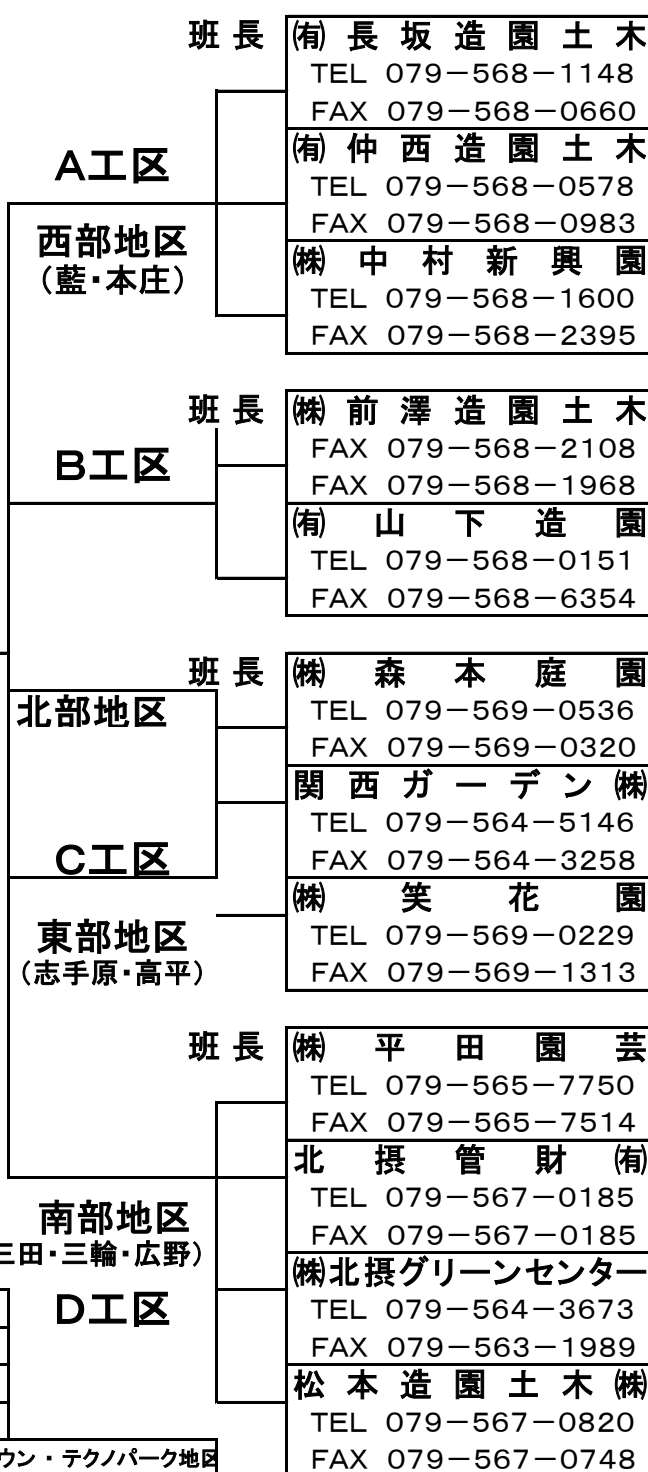 班 長 ㈲ 長 坂 造 園 土 木
TEL 079－568－1148
FAX 079－568－0660
A工区
㈲ 仲 西 造 園 土 木
TEL 079－568－0578
FAX 079－568－0983
西部地区
（藍・本庄）
㈱ 中 村 新 興 園
TEL 079－568－1600
FAX 079－568－2395
班 長 ㈱ 前 澤 造 園 土 木
FAX 079－568－2108
FAX 079－568－1968
B工区
㈲ 山 下 造 園
TEL 079－568－0151
FAX 079－568－6354
班 長 ㈱ 森 本 庭 園
TEL 079－569－0536
FAX 079－569－0320
北部地区
関 西 ガ ー デ ン ㈱
TEL 079－564－5146
FAX 079－564－3258
C工区
㈱ 笑 花 園
TEL 079－569－0229
FAX 079－569－1313
東部地区
（志手原・高平）
班 長 ㈱ 平 田 園 芸
TEL 079－565－7750
FAX 079－565－7514
北 摂 管 財 ㈲
TEL 079－567－0185
FAX 079－567－0185
南部地区
三田・三輪・広野）
㈱北摂グリーンセンター
TEL 079－564－3673
FAX 079－563－1989
D工区
松 本 造 園 土 木 ㈱
TEL 079－567－0820
FAX 079－567－0748
ウン・テクノパーク地区